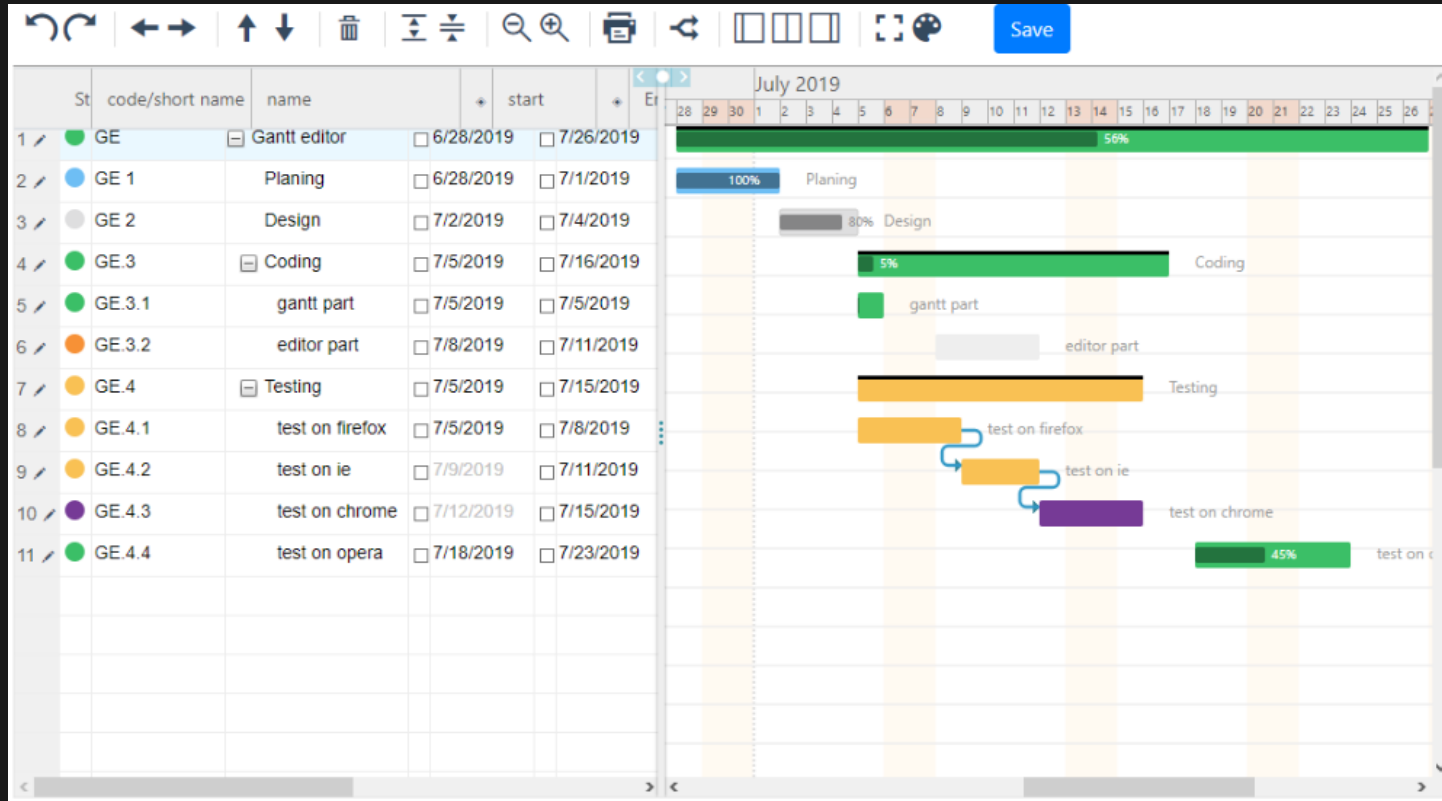 Save
July 2019
St code/short name name start
28 29 30 1 2 3 4 5 6 7 8 9 10 11 12 13 14 15 16 17 18 19 20 21 22 23 24 25 26
1 GE Gantt editor 6/28/2019 7/26/2019 56%
2 GE 1 Planing 6/28/2019 7/1/2019 100% Planing
3 GE 2 Design 7/2/2019 7/4/2019 80% Design
4 GE.3 Coding 7/5/2019 7/16/2019 5% Coding
5 GE.3.1 gantt part 7/5/2019 7/5/2019 gantt part
6 GE.3.2 editor part 7/8/2019 7/11/2019 editor part
7 GE.4 Testing 7/5/2019 7/15/2019 Testing
8 GE.4.1 test on firefox 7/5/2019 7/8/2019 test on firefox
9 GE.4.2 test on ie 7/9/2019 7/11/2019 test on ie
10 GE.4.3 test on chrome 7/12/2019 7/15/2019 test on chrome
11 GE.4.4 test on opera 7/18/2019 7/23/2019 45% test on